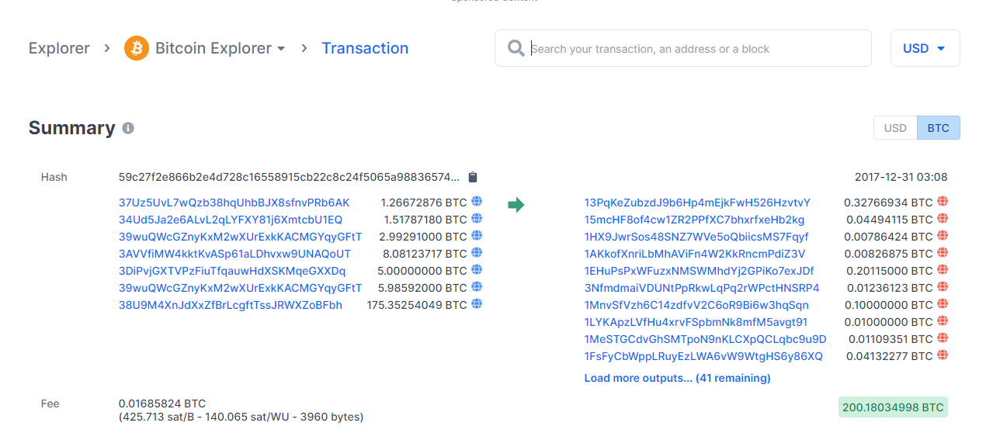 Sponsored Content
Explorer > Bitcoin Explorer > Transaction
Search your transaction, an address or a block
USD
Summary
USD BTC
Hash 59c27f2e866b2e4d728c16558915cb22c8c24f5065a98836574... 2017-12-31 03:08
37Uz5UvL7wQzb38hqUhbBJX8sfnvPRb6AK 1.26672876 BTC 13PqKeZubzdJ9b6Hp4mEjkFwH526HzvtvY 0.32766934 BTC
34Ud5Ja2e6ALvL2qLYFXY81j6XmtcbU1EQ 1.51787180 BTC 15mcHF8of4cw1ZR2PPfXC7bhxrfxeHb2kg 0.04494115 BTC
39wuQWcGZnyKxM2wXUrExkKACMGYqyGFtT 2.99291000 BTC 1HX9JwrSos48SNZ7WVe5oQbiicsMS7Fqyf 0.00786424 BTC
3AVVfiMW4kktKvASp61aLDhvxw9UNAQoUT 8.08123717 BTC 1AKkofXnriLbMhAViFn4W2KkRncmPdiZ3V 0.00826875 BTC
3DiPvjGXTVPzFiuTfqauwHdXSKMqeGXXDq 5.00000000 BTC 1EHuPsPxWFuzxNMSWMhdYj2GPiKo7exJDf 0.20115000 BTC
39wuQWcGZnyKxM2wXUrExkKACMGYqyGFtT 5.98592000 BTC 3NfmdmaiVDUNtPpRkwLqPq2rWPctHNSRP4 0.01236123 BTC
38U9M4XnJdXxZfBrLcgftTssJRWXZoBFbh 175.35254049 BTC 1MnvSfVzh6C14zdfvV2C6oR9Bi6w3hqSqn 0.10000000 BTC
1LYKApzLVfHu4xrvFSpbmNk8mfM5avgt91 0.01000000 BTC
1MeSTGCdvGhSMTpoN9nKLCXpQCLqbc9u9D 0.01109351 BTC
1FsFyCbWppLRuyEzLWA6vW9WtgHS6y86XQ 0.04132277 BTC
Load more outputs... (41 remaining)
Fee 0.01685824 BTC 200.18034998 BTC
(425.713 sat/B - 140.065 sat/WU - 3960 bytes)